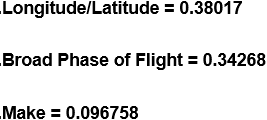 .Longitude/Latitude = 0.38017
.Broad Phase of Flight = 0.34268
.Make = 0.096758